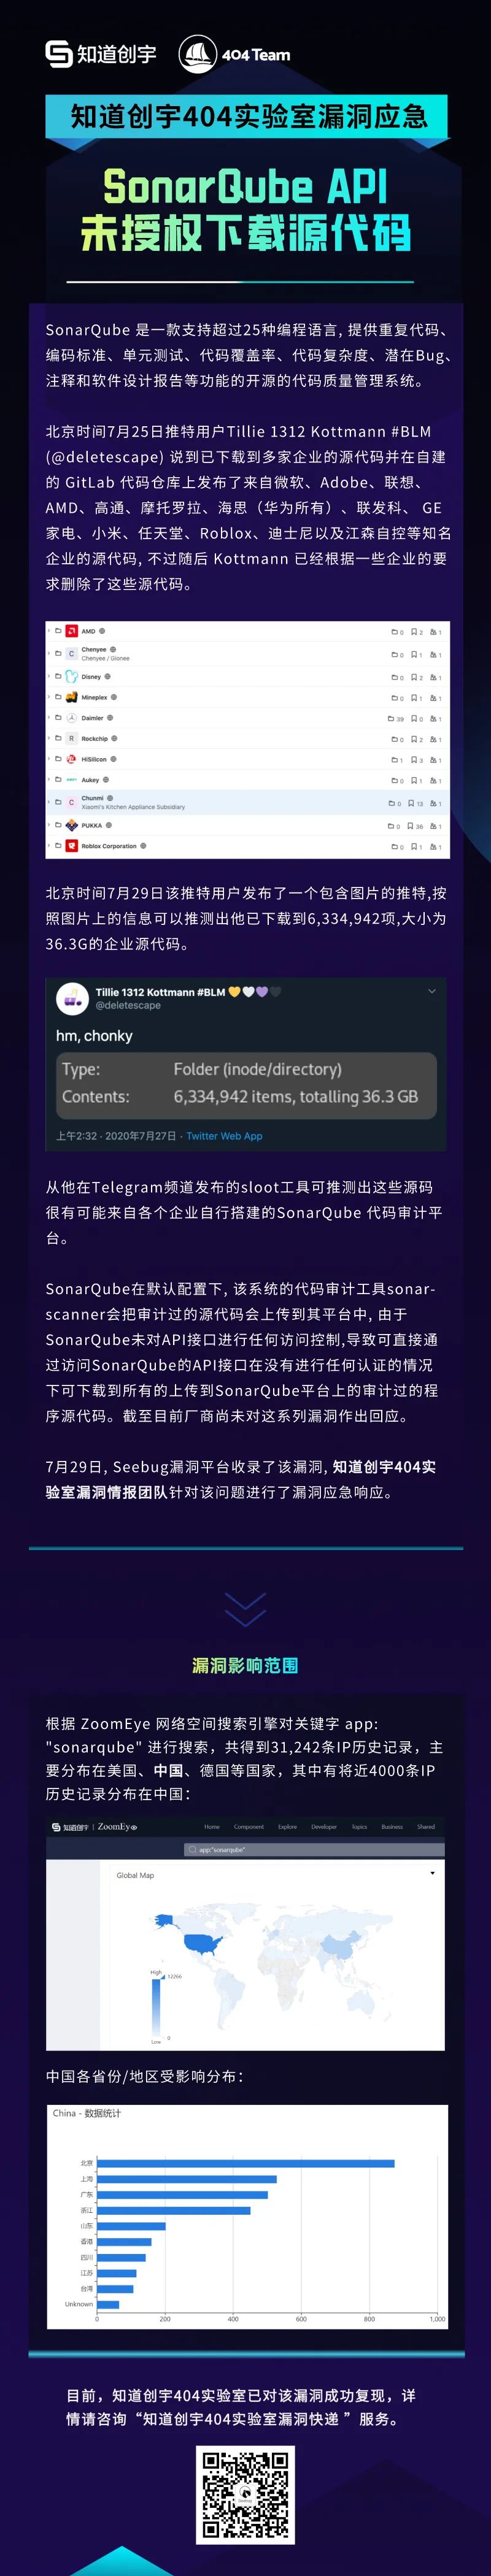 知道创宇 404 Team
知道创宇404实验室漏洞应急
SonarQube API
未授权下载源代码
SonarQube 是一款支持超过25种编程语言, 提供重复代码、
编码标准、单元测试、代码覆盖率、代码复杂度、潜在Bug、
注释和软件设计报告等功能的开源的代码质量管理系统。
北京时间7月25日推特用户Tillie 1312 Kottmann #BLM
(@deletescape) 说到已下载到多家企业的源代码并在自建
的 GitLab 代码仓库上发布了来自微软、Adobe、联想、
AMD、高通、摩托罗拉、海思（华为所有）、联发科、 GE
家电、小米、任天堂、Roblox、迪士尼以及江森自控等知名
企业的源代码, 不过随后 Kottmann 已经根据一些企业的要
求删除了这些源代码。
AMD 0 2 1
C Chenyee 0 1 1
Chenyee / Gionee
Disney 0 2 1
Mineplex 0 1 1
Daimler 39 0 1
R Rockchip 0 2 1
HiSilicon 1 3 1
Aukey 0 1 1
C Chunmi 0 13 1
Xiaomi's Kitchen Appliance Subsidiary
PUKKA 0 36 1
Roblox Corporation 0 1 1
北京时间7月29日该推特用户发布了一个包含图片的推特,按
照图片上的信息可以推测出他已下载到6,334,942项,大小为
36.3G的企业源代码。
Tillie 1312 Kottmann #BLM 💛🤍💜🖤
@deletescape
hm, chonky
Type: Folder (inode/directory)
Contents: 6,334,942 items, totalling 36.3 GB
上午2:32 · 2020年7月27日 · Twitter Web App
从他在Telegram频道发布的sloot工具可推测出这些源码
很有可能来自各个企业自行搭建的SonarQube 代码审计平
台。
SonarQube在默认配置下, 该系统的代码审计工具sonar-
scanner会把审计过的源代码会上传到其平台中, 由于
SonarQube未对API接口进行任何访问控制,导致可直接通
过访问SonarQube的API接口在没有进行任何认证的情况
下可下载到所有的上传到SonarQube平台上的审计过的程
序源代码。截至目前厂商尚未对这系列漏洞作出回应。
7月29日, Seebug漏洞平台收录了该漏洞, 知道创宇404实
验室漏洞情报团队针对该问题进行了漏洞应急响应。
漏洞影响范围
根据 ZoomEye 网络空间搜索引擎对关键字 app:
"sonarqube" 进行搜索，共得到31,242条IP历史记录，主
要分布在美国、中国、德国等国家，其中有将近4000条IP
历史记录分布在中国：
知道创宇 | ZoomEye Home Component Explore Developer Topics Business Shared
app:"sonarqube"
Global Map
High
0
Low
中国各省份/地区受影响分布：
China - 数据统计
北京
上海
广东
浙江
山东
香港
四川
江苏
台湾
Unknown
0 200 400 600 800 1,000
目前，知道创宇404实验室已对该漏洞成功复现，详
情请咨询“知道创宇404实验室漏洞快递 ”服务。